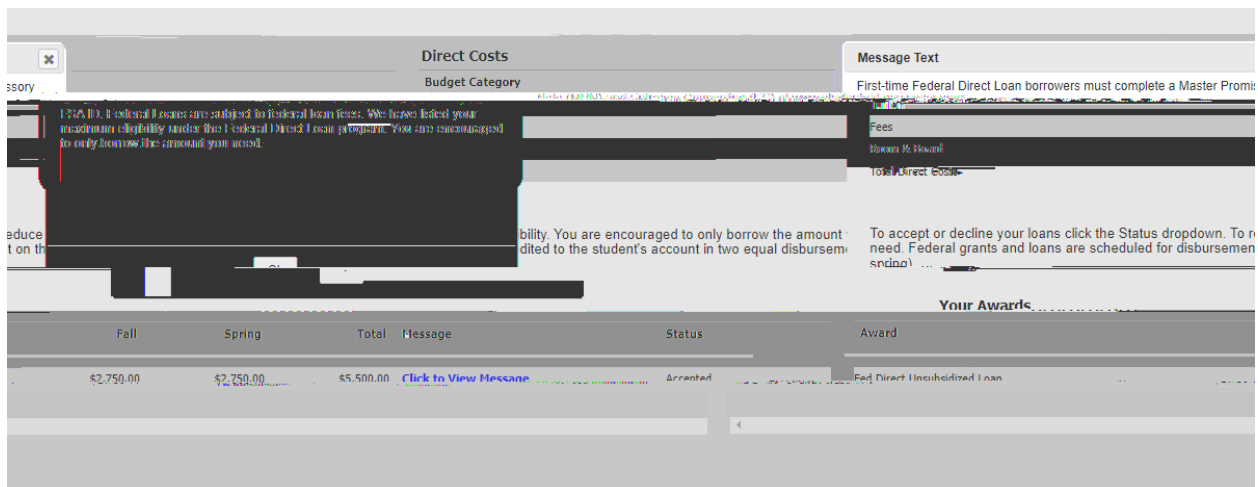 Direct Costs
Message Text
Budget Category
ssory
First-time Federal Direct Loan borrowers must complete a Master Promis
FSA ID. Federal Loans are subject to federal loan fees. We have listed your
maximum eligibility under the Federal Direct Loan program. You are encouraged
to only borrow the amount you need.
Fees
Room & Board
Total Direct Costs
educe
bility. You are encouraged to only borrow the amount
To accept or decline your loans click the Status dropdown. To re
t on th
dited to the student's account in two equal disburseme
need. Federal grants and loans are scheduled for disbursemen
spring)
Your Awards
Fall Spring Total Message Status Award
$2,750.00 $2,750.00 $5,500.00 Click to View Message Accepted Fed Direct Unsubsidized Loan